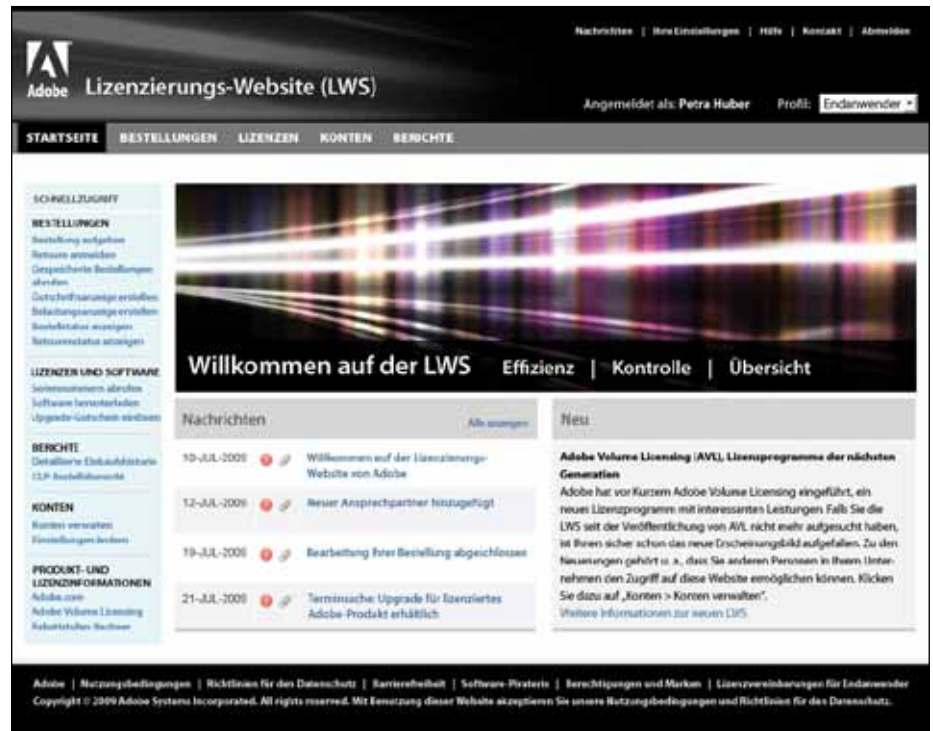 Nachrichten | Ihre Einstellungen | Hilfe | Kontakt | Abmelden
Adobe
Lizenzierungs-Website (LWS)
Angemeldet als: Petra Huber Profil: Endanwender
STARTSEITE BESTELLUNGEN LIZENZEN KONTEN BERICHTE
SCHNELLZUGRIFF
BESTELLUNGEN
Bestellung aufgeben
Retoure anmelden
Gespeicherte Bestellungen
abrufen
Gutschriftsanzeige erstellen
Belastungsanzeige erstellen
Bestellstatus anzeigen
Retourenstatus anzeigen
LIZENZEN UND SOFTWARE
Seriennummern abrufen
Software herunterladen
Upgrade-Gutschein einlösen
BERICHTE
Detaillierte Einkaufshistorie
CLP-Bestellübersicht
KONTEN
Konten verwalten
Einstellungen ändern
PRODUKT- UND
LIZENZINFORMATIONEN
Adobe.com
Adobe Volume Licensing
Rabattstufen-Rechner
Willkommen auf der LWS Effizienz | Kontrolle | Übersicht
Nachrichten Alle anzeigen
10-JUL-2009 Willkommen auf der Lizenzierungs-
Website von Adobe
12-JUL-2009 Neuer Ansprechpartner hinzugefügt
19-JUL-2009 Bearbeitung Ihrer Bestellung abgeschlossen
21-JUL-2009 Terminsache: Upgrade für lizenziertes
Adobe-Produkt erhältlich
Neu
Adobe Volume Licensing (AVL), Lizenzprogramme der nächsten
Generation
Adobe hat vor Kurzem Adobe Volume Licensing eingeführt, ein
neues Lizenzprogramm mit interessanten Leistungen. Falls Sie die
LWS seit der Veröffentlichung von AVL nicht mehr aufgesucht haben,
ist Ihnen sicher schon das neue Erscheinungsbild aufgefallen. Zu den
Neuerungen gehört u. a., dass Sie anderen Personen in Ihrem Unter-
nehmen den Zugriff auf diese Website ermöglichen können. Klicken
Sie dazu auf „Konten > Konten verwalten“.
Weitere Informationen zur neuen LWS
Adobe | Nutzungsbedingungen | Richtlinien für den Datenschutz | Barrierefreiheit | Software-Piraterie | Berechtigungen und Marken | Lizenzvereinbarungen für Endanwender
Copyright © 2009 Adobe Systems Incorporated. All rights reserved. Mit Benutzung dieser Website akzeptieren Sie unsere Nutzungsbedingungen und Richtlinien für den Datenschutz.